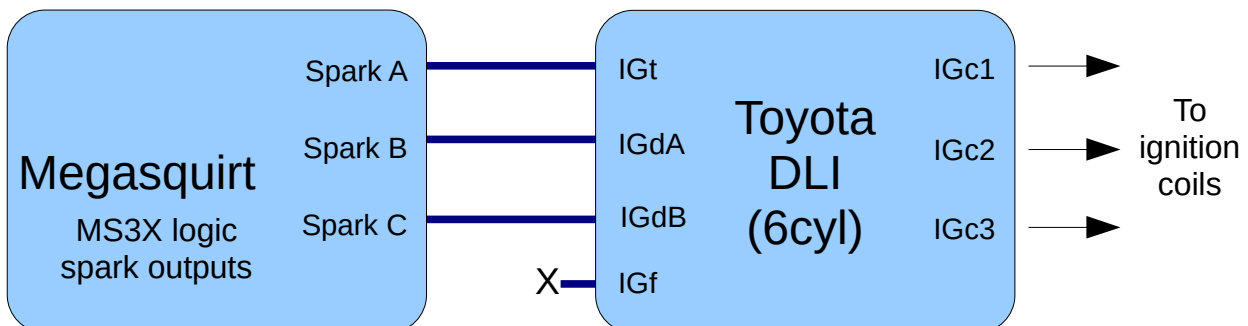 Spark A
Spark B
Megasquirt
Spark C
MS3X logic
spark outputs
IGt
IGdA
IGdB
X
IGf
Toyota
DLI
(6cyl)
IGc1
IGc2
IGc3
To
ignition
coils